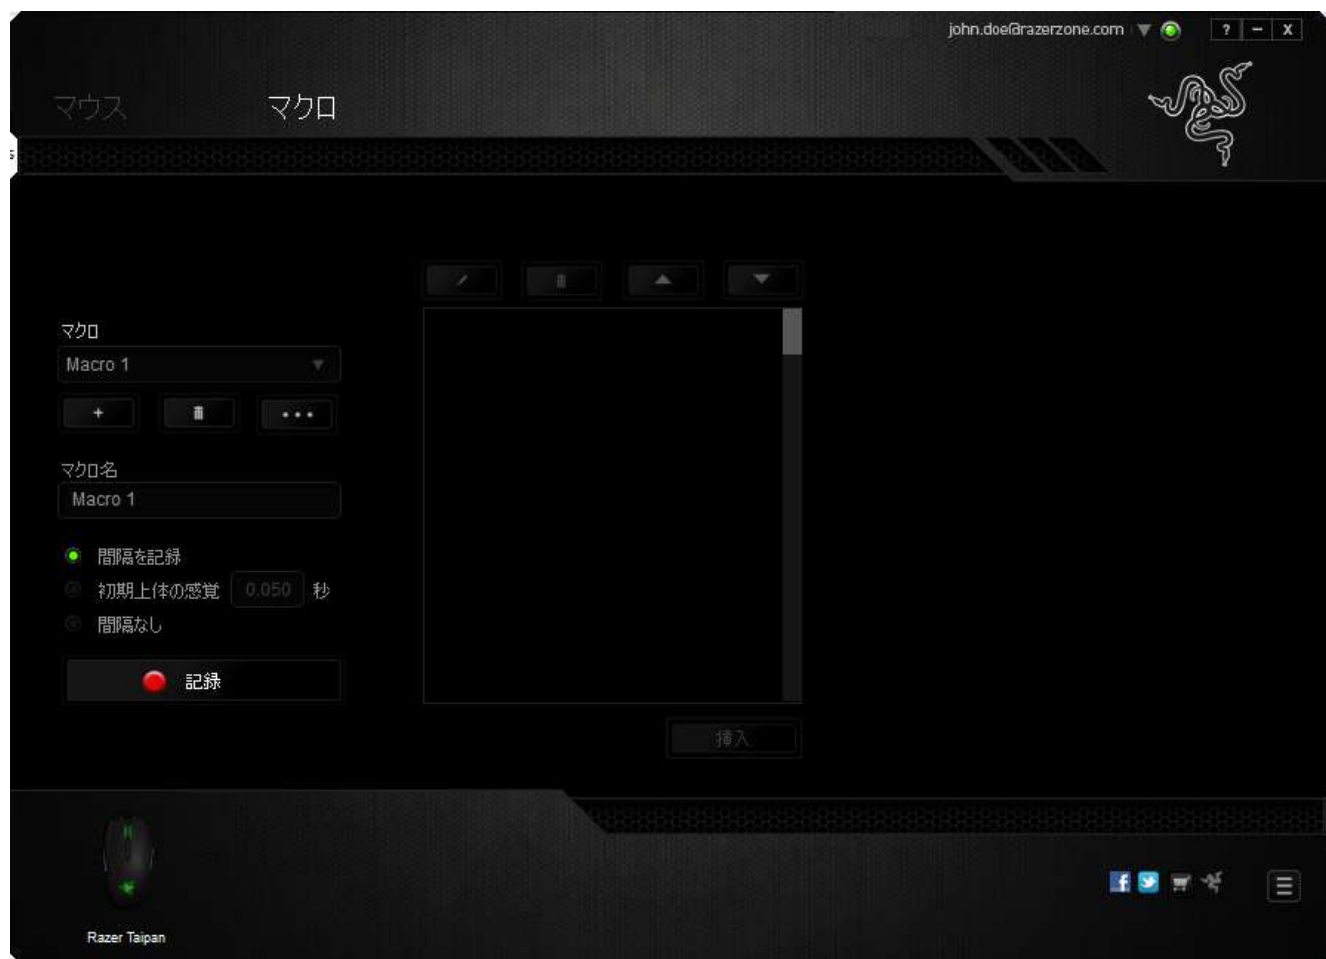 john.doe@razerzone.com
? – X
マウス マクロ
マクロ
Macro 1
+ •••
マクロ名
Macro 1
間隔を記録
初期上体の感覚 0.050 秒
間隔なし
記録
挿入
Razer Taipan